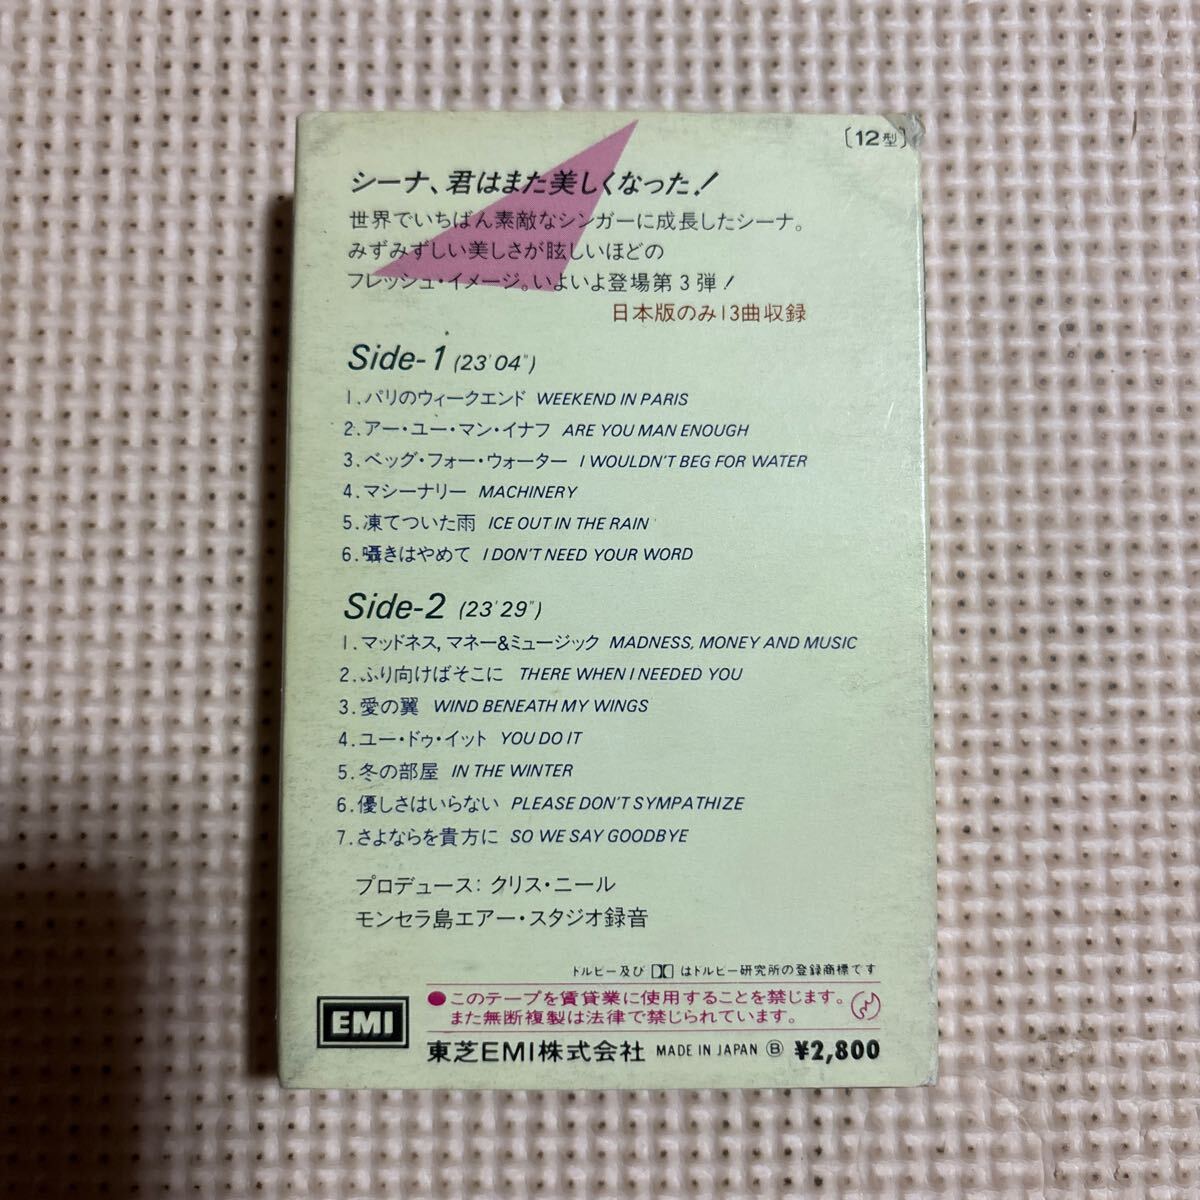 〔12型〕
シーナ、君はまた美しくなった!
世界でいちばん素敵なシンガーに成長したシーナ。
みずみずしい美しさが眩しいほどの
フレッシュ・イメージ。いよいよ登場第3弾!
日本版のみ13曲収録
Side-1 (23'04")
1.パリのウィークエンド WEEKEND IN PARIS
2.アー・ユー・マン・イナフ ARE YOU MAN ENOUGH
3.ベッグ・フォー・ウォーター I WOULDN'T BEG FOR WATER
4.マシーナリー MACHINERY
5.凍てついた雨 ICE OUT IN THE RAIN
6.囁きはやめて I DON'T NEED YOUR WORD
Side-2 (23'29")
1.マッドネス,マネー&ミュージック MADNESS, MONEY AND MUSIC
2.ふり向けばそこに THERE WHEN I NEEDED YOU
3.愛の翼 WIND BENEATH MY WINGS
4.ユー・ドゥ・イット YOU DO IT
5.冬の部屋 IN THE WINTER
6.優しさはいらない PLEASE DON'T SYMPATHIZE
7.さよならを貴方に SO WE SAY GOODBYE
プロデュース:クリス・ニール
モンセラ島エアー・スタジオ録音
ドルビー及び はドルビー研究所の登録商標です
●このテープを賃貸業に使用することを禁じます。
また無断複製は法律で禁じられています。
EMI
東芝EMI株式会社 MADE IN JAPAN Ⓑ ¥2,800